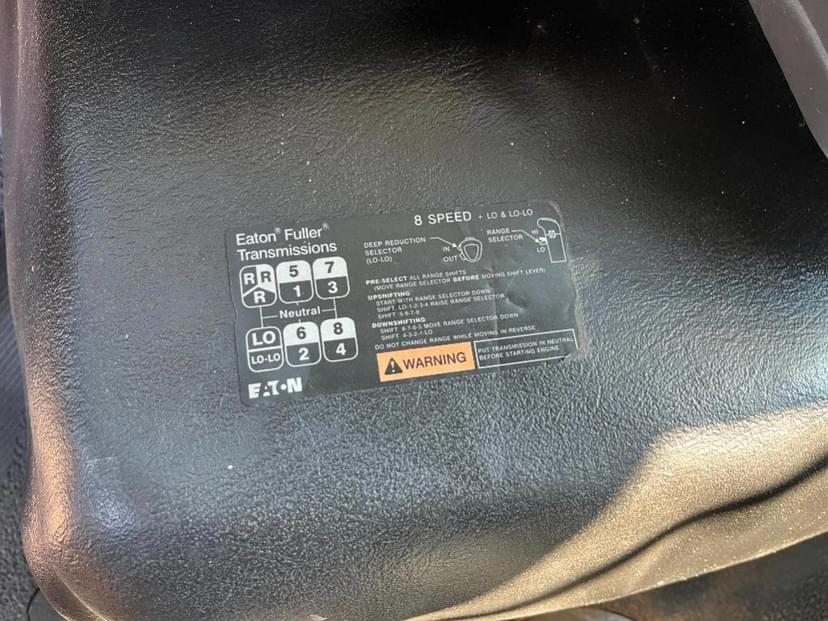 8 SPEED + LO & LO-LO
Eaton® Fuller®
Transmissions
DEEP REDUCTION
SELECTOR
(LO-LO)
IN
OUT
RANGE
SELECTOR
HI
LO
R R 5 7
R 1 3
Neutral
LO 6 8
LO-LO 2 4
PRE-SELECT ALL RANGE SHIFTS
(MOVE RANGE SELECTOR BEFORE MOVING SHIFT LEVER)
UPSHIFTING
START WITH RANGE SELECTOR DOWN
SHIFT LO-1-2-3-4 RAISE RANGE SELECTOR
SHIFT 5-6-7-8
DOWNSHIFTING
SHIFT 8-7-6-5 MOVE RANGE SELECTOR DOWN
SHIFT 4-3-2-1-LO
DO NOT CHANGE RANGE WHILE MOVING IN REVERSE
WARNING
PUT TRANSMISSION IN NEUTRAL
BEFORE STARTING ENGINE
EATON